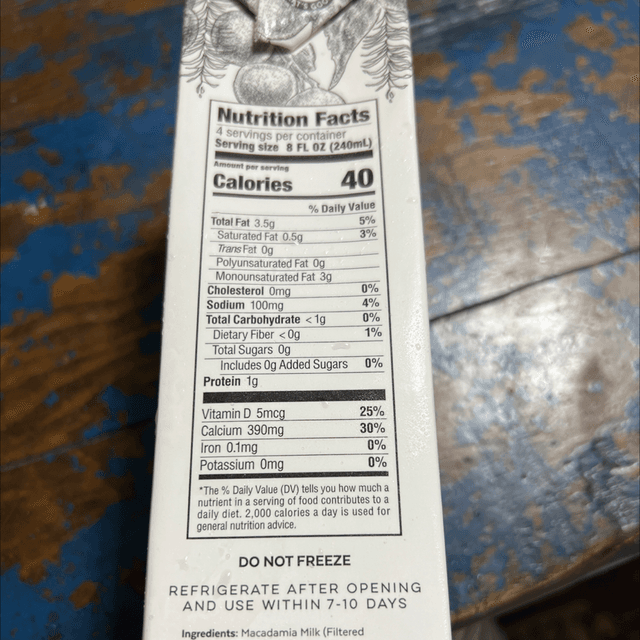 Nutrition Facts
4 servings per container
Serving size 8 FL OZ (240mL)
Amount per serving
Calories 40
% Daily Value
Total Fat 3.5g 5%
Saturated Fat 0.5g 3%
Trans Fat 0g
Polyunsaturated Fat 0g
Monounsaturated Fat 3g
Cholesterol 0mg 0%
Sodium 100mg 4%
Total Carbohydrate <1g 0%
Dietary Fiber <0g 1%
Total Sugars 0g
Includes 0g Added Sugars 0%
Protein 1g
Vitamin D 5mcg 25%
Calcium 390mg 30%
Iron 0.1mg 0%
Potassium 0mg 0%
*The % Daily Value (DV) tells you how much a
nutrient in a serving of food contributes to a
daily diet. 2,000 calories a day is used for
general nutrition advice.
DO NOT FREEZE
REFRIGERATE AFTER OPENING
AND USE WITHIN 7-10 DAYS
Ingredients: Macadamia Milk (Filtered